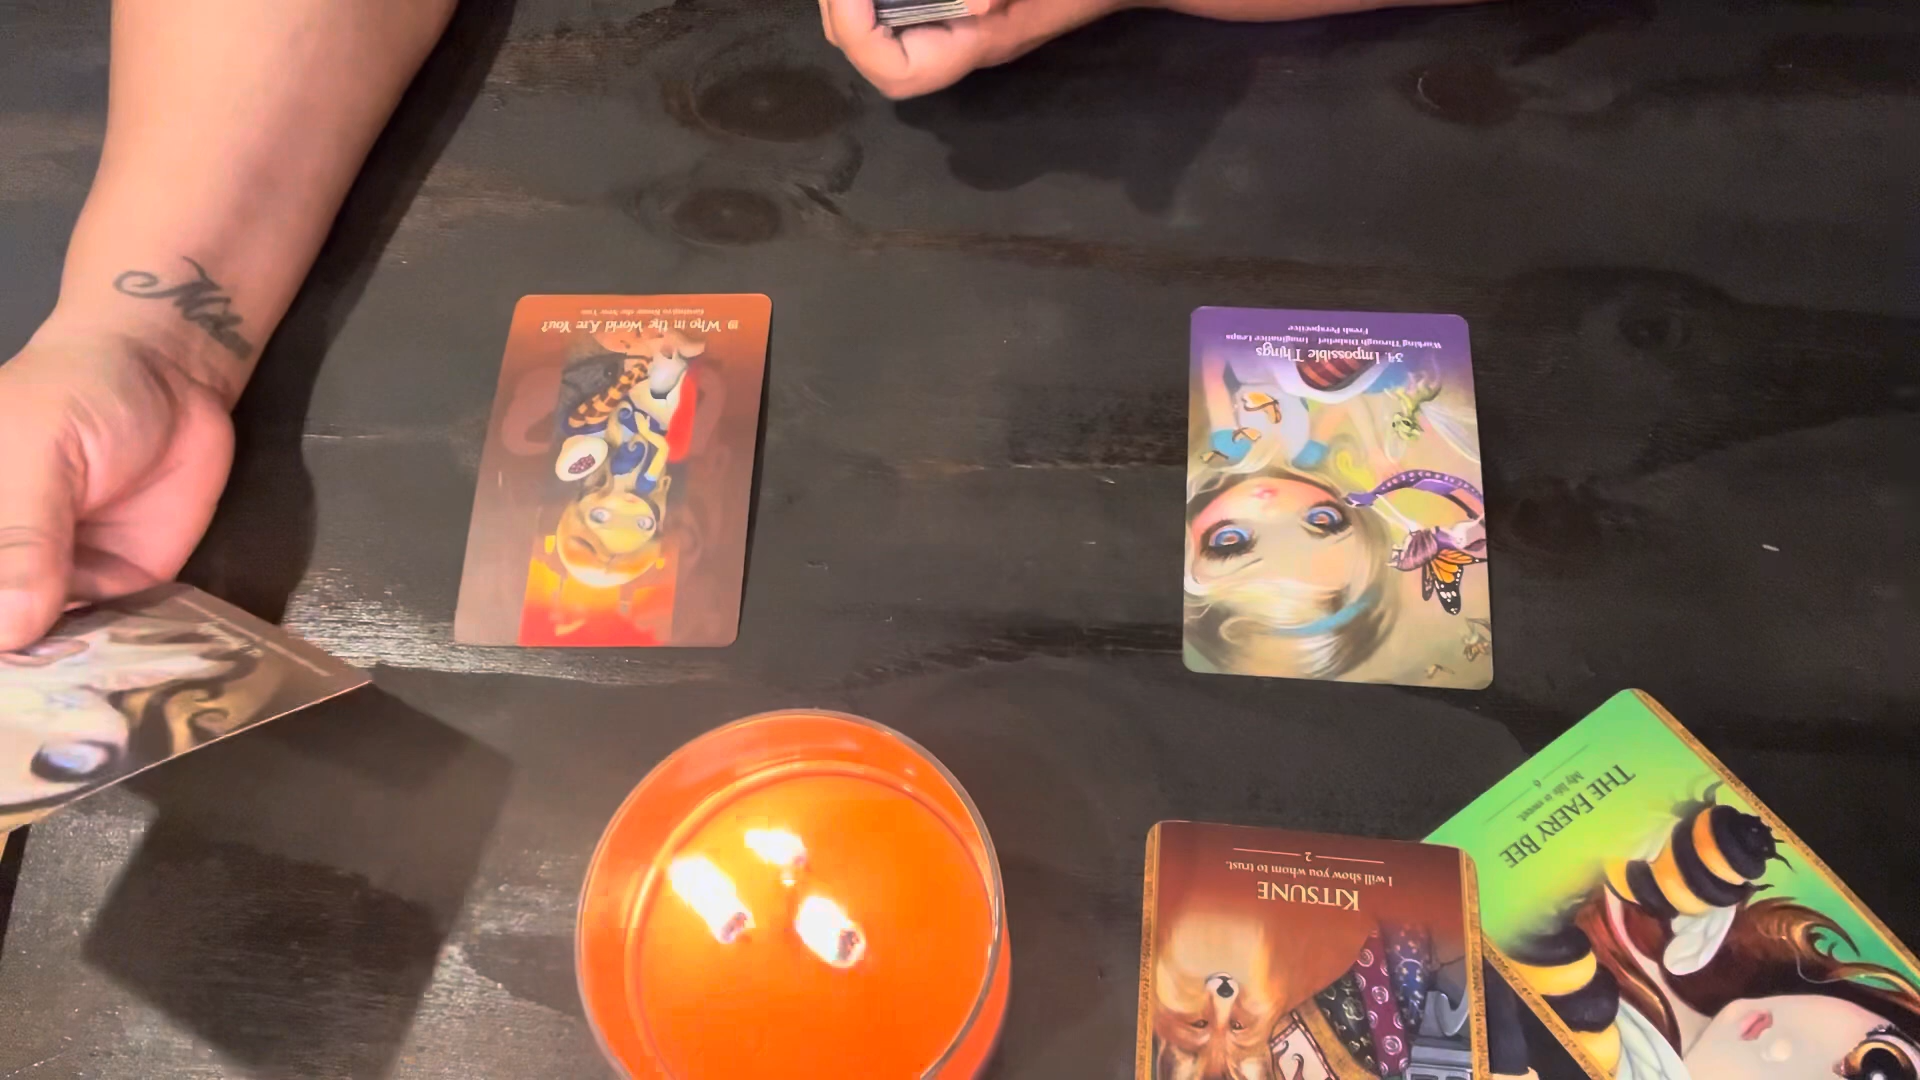 Who in the World Are You?
34. Impossible Things
Working Through Disbelief Imaginative Leaps
Fresh Perspective
KITSUNE
I will show you whom to trust.
2
THE FAERY BEE
My life is sweet.
6